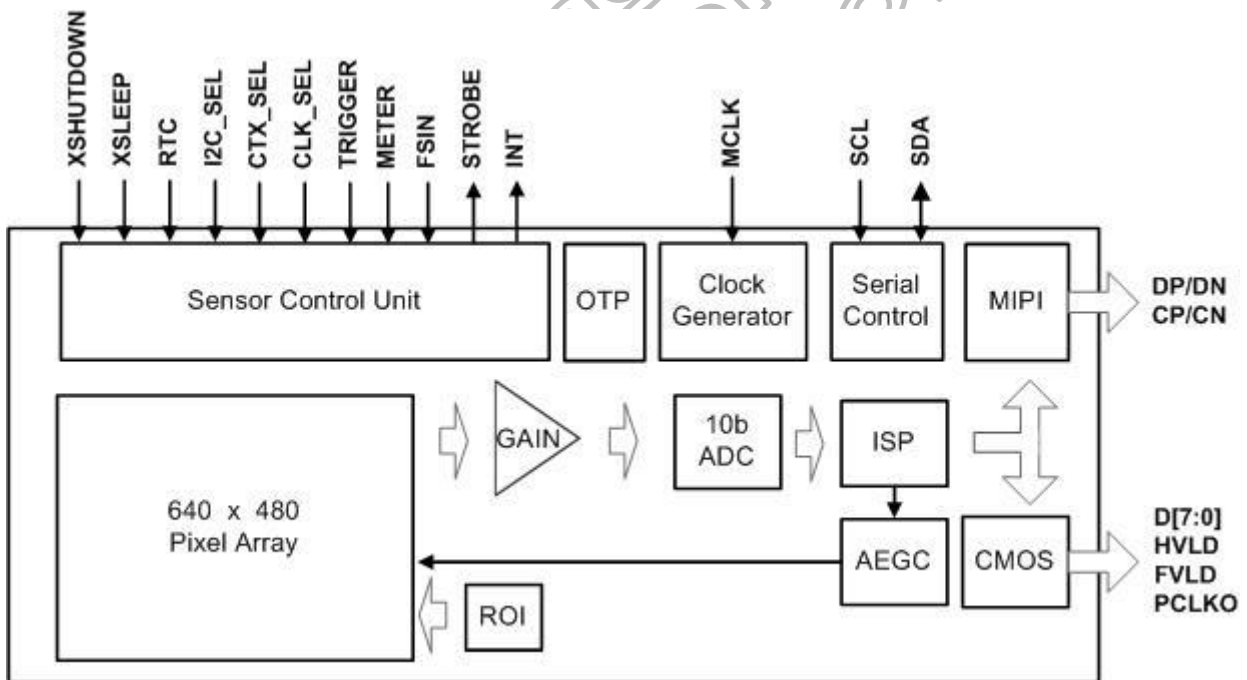 XSHUTDOWN
XSLEEP
RTC
I2C_SEL
CTX_SEL
CLK_SEL
TRIGGER
METER
FSIN
STROBE
INT
MCLK
SCL
SDA
Sensor Control Unit
OTP
Clock
Generator
Serial
Control
MIPI
DP/DN
CP/CN
640 x 480
Pixel Array
GAIN
10b
ADC
ISP
AEGC
CMOS
ROI
D[7:0]
HVLD
FVLD
PCLKO